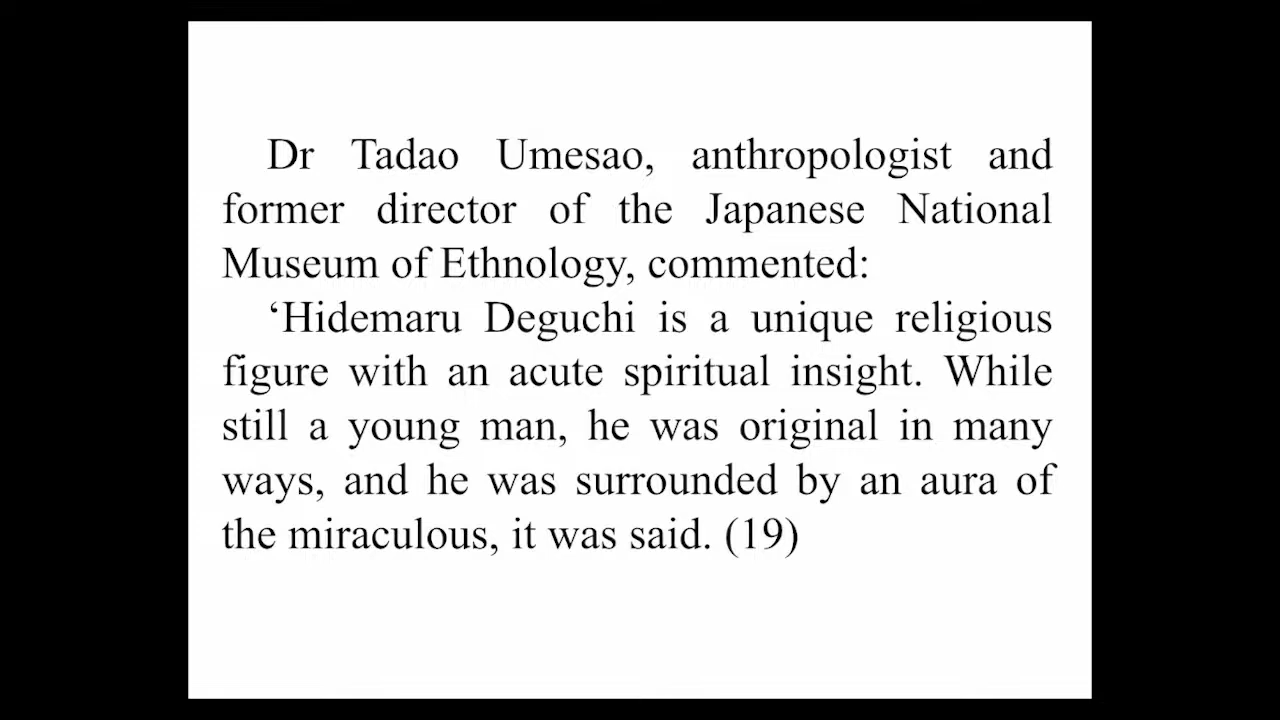 Dr Tadao Umesao, anthropologist and
former director of the Japanese National
Museum of Ethnology, commented:
‘Hidemaru Deguchi is a unique religious
figure with an acute spiritual insight. While
still a young man, he was original in many
ways, and he was surrounded by an aura of
the miraculous, it was said. (19)